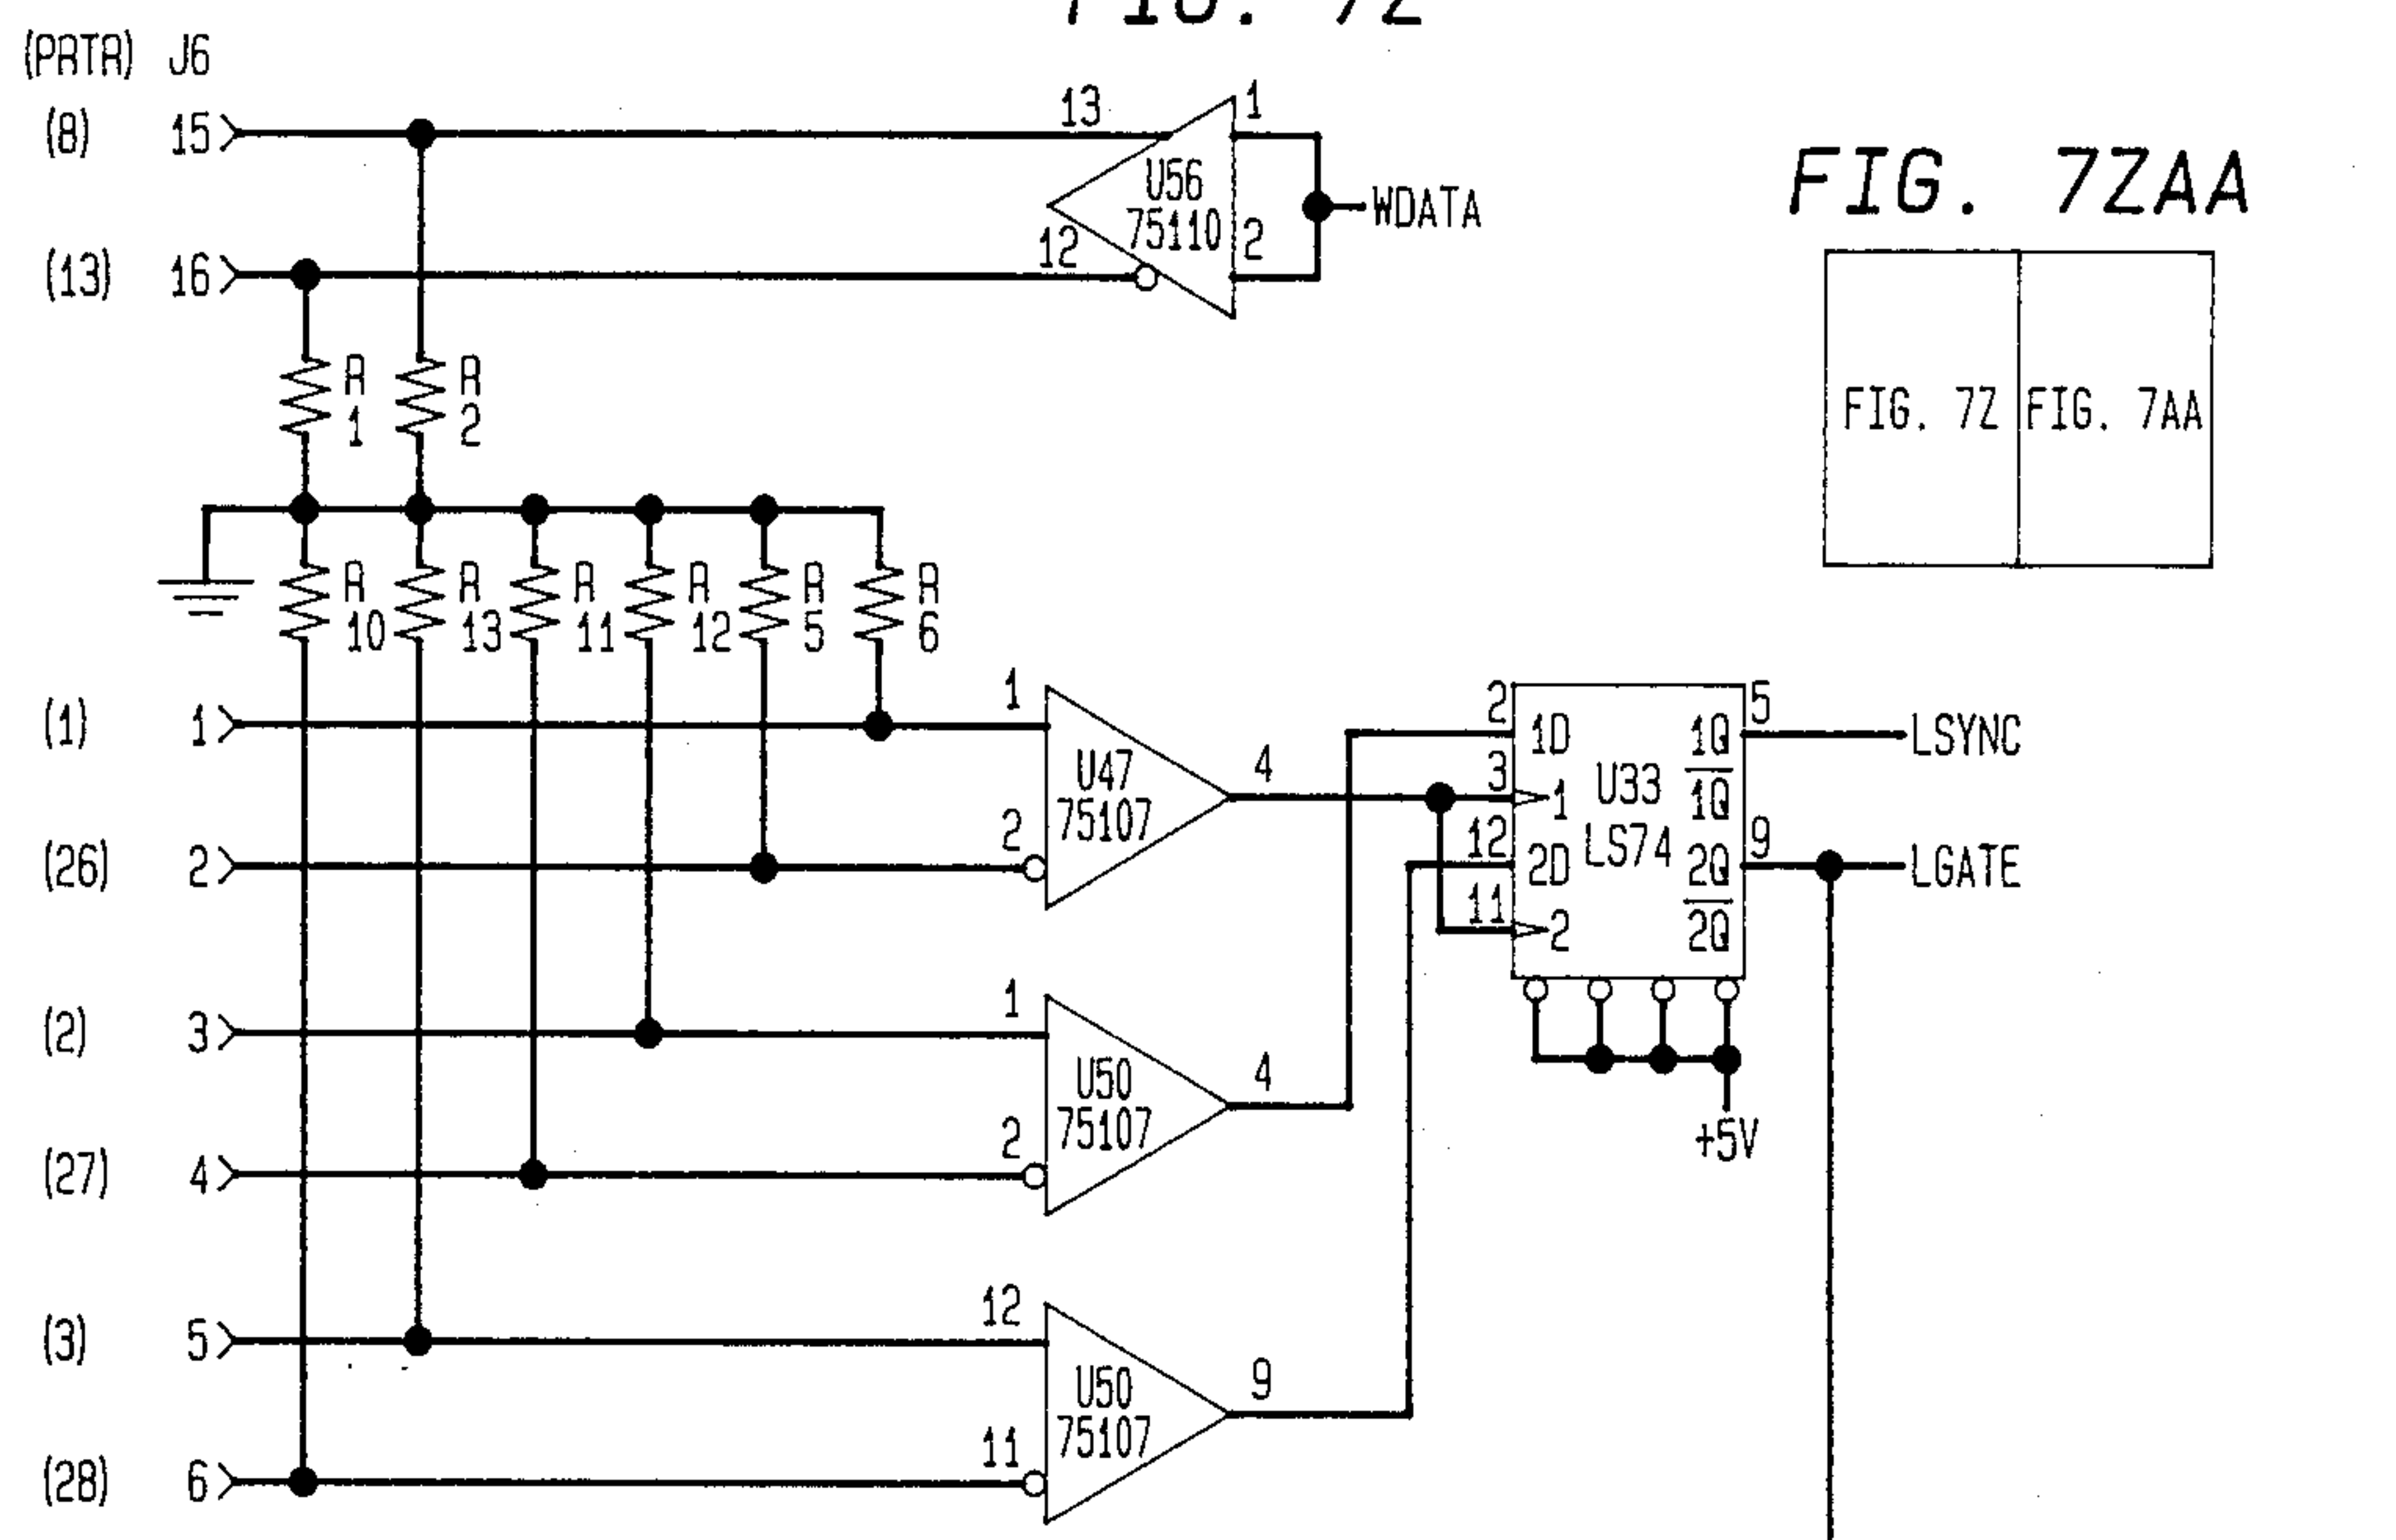 FIG. 7Z
(PRTR) J6
(8) 15 13 1
U56
75110
WDATA
(13) 16 12 2
FIG. 7ZAA
FIG. 7Z FIG. 7AA
R
1
R
2
R
10
R
13
R
11
R
12
R
5
R
6
(1) 1 1
U47
75107
4
(26) 2 2
2 1D 1Q 5 LSYNC
3 1 1Q
U33
LS74
12 2D 2Q 9 LGATE
11 2 2Q
+5V
(2) 3 1
U50
75107
4
(27) 4 2
(3) 5 12
U50
75107
9
(28) 6 11